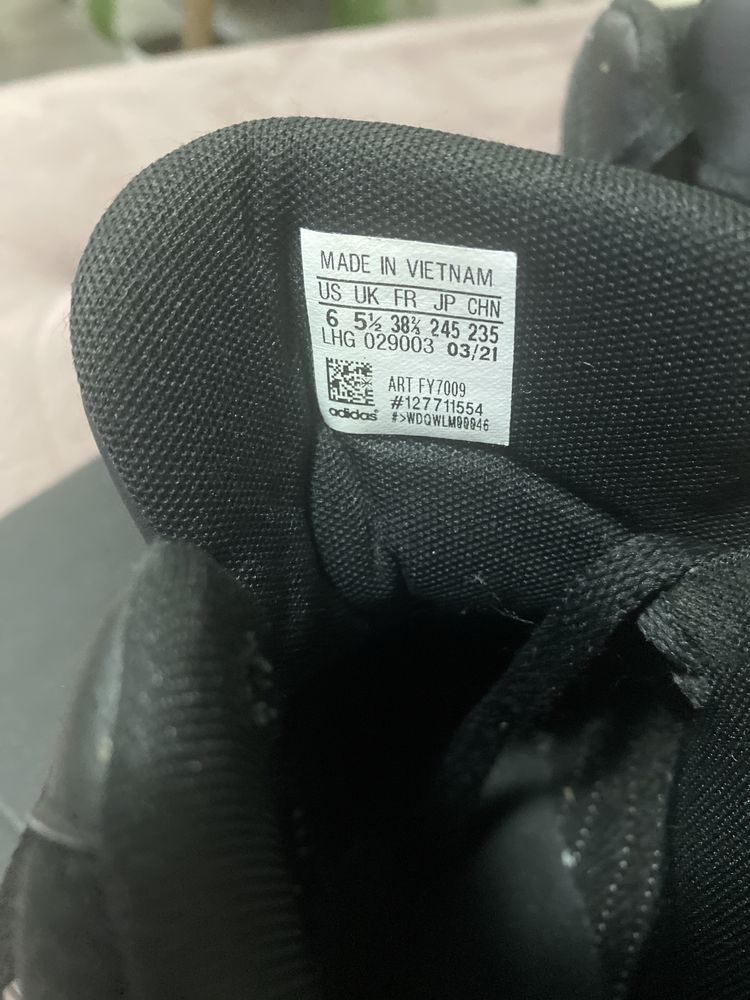 MADE IN VIETNAM
US UK FR JP CHN
6 5½ 38⅔ 245 235
LHG 029003 03/21
ART FY7009
#127711554
adidas